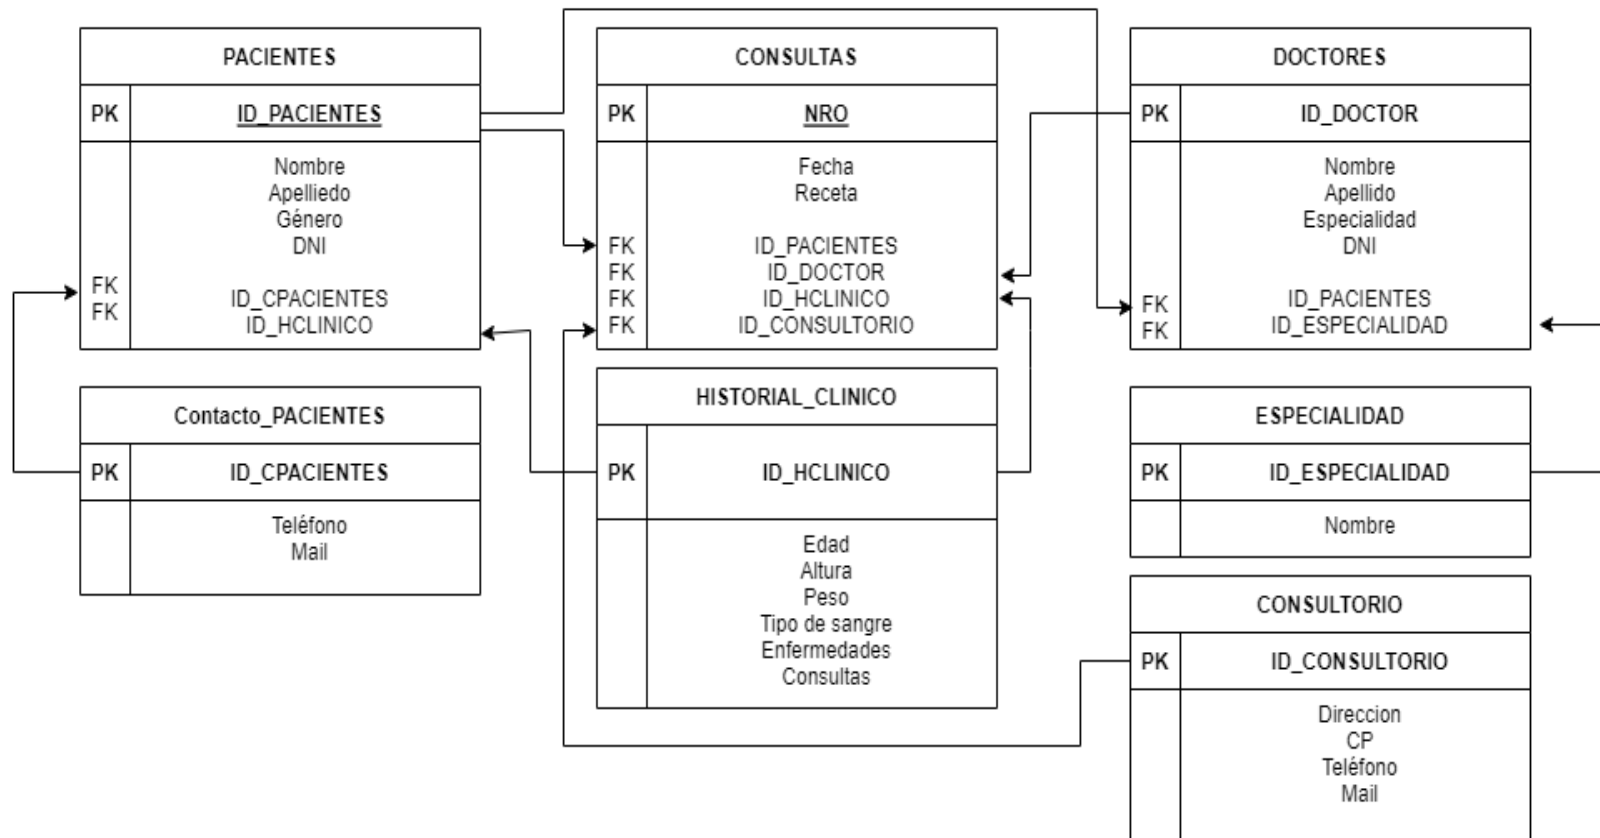 PACIENTES
PK ID_PACIENTES
Nombre
Apelliedo
Género
DNI
FK ID_CPACIENTES
FK ID_HCLINICO
CONSULTAS
PK NRO
Fecha
Receta
FK ID_PACIENTES
FK ID_DOCTOR
FK ID_HCLINICO
FK ID_CONSULTORIO
DOCTORES
PK ID_DOCTOR
Nombre
Apellido
Especialidad
DNI
FK ID_PACIENTES
FK ID_ESPECIALIDAD
Contacto_PACIENTES
PK ID_CPACIENTES
Teléfono
Mail
HISTORIAL_CLINICO
PK ID_HCLINICO
Edad
Altura
Peso
Tipo de sangre
Enfermedades
Consultas
ESPECIALIDAD
PK ID_ESPECIALIDAD
Nombre
CONSULTORIO
PK ID_CONSULTORIO
Direccion
CP
Teléfono
Mail